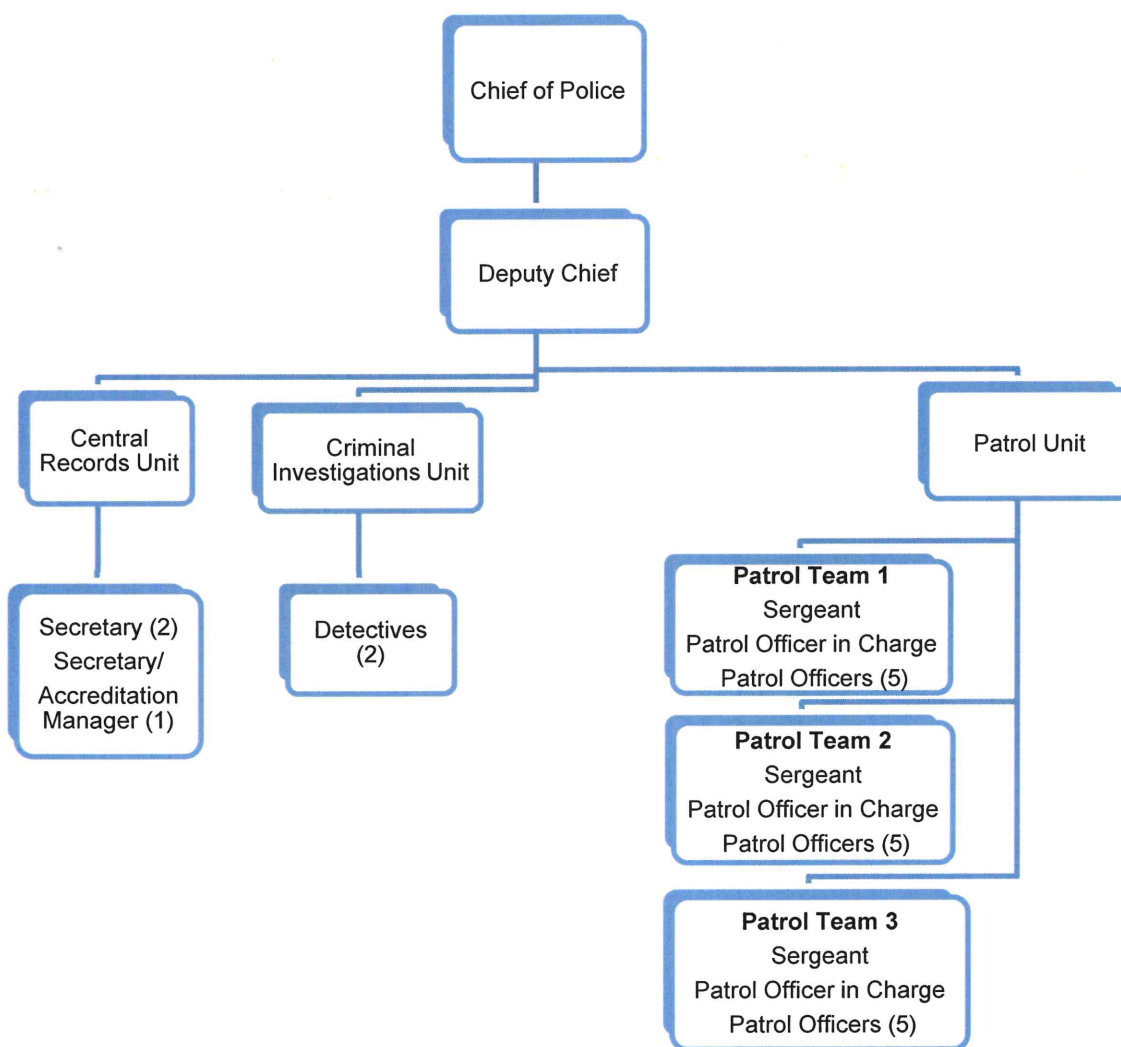 Chief of Police
Deputy Chief
Central
Records Unit
Criminal
Investigations Unit
Patrol Unit
Secretary (2)
Secretary/
Accreditation
Manager (1)
Detectives
(2)
Patrol Team 1
Sergeant
Patrol Officer in Charge
Patrol Officers (5)
Patrol Team 2
Sergeant
Patrol Officer in Charge
Patrol Officers (5)
Patrol Team 3
Sergeant
Patrol Officer in Charge
Patrol Officers (5)